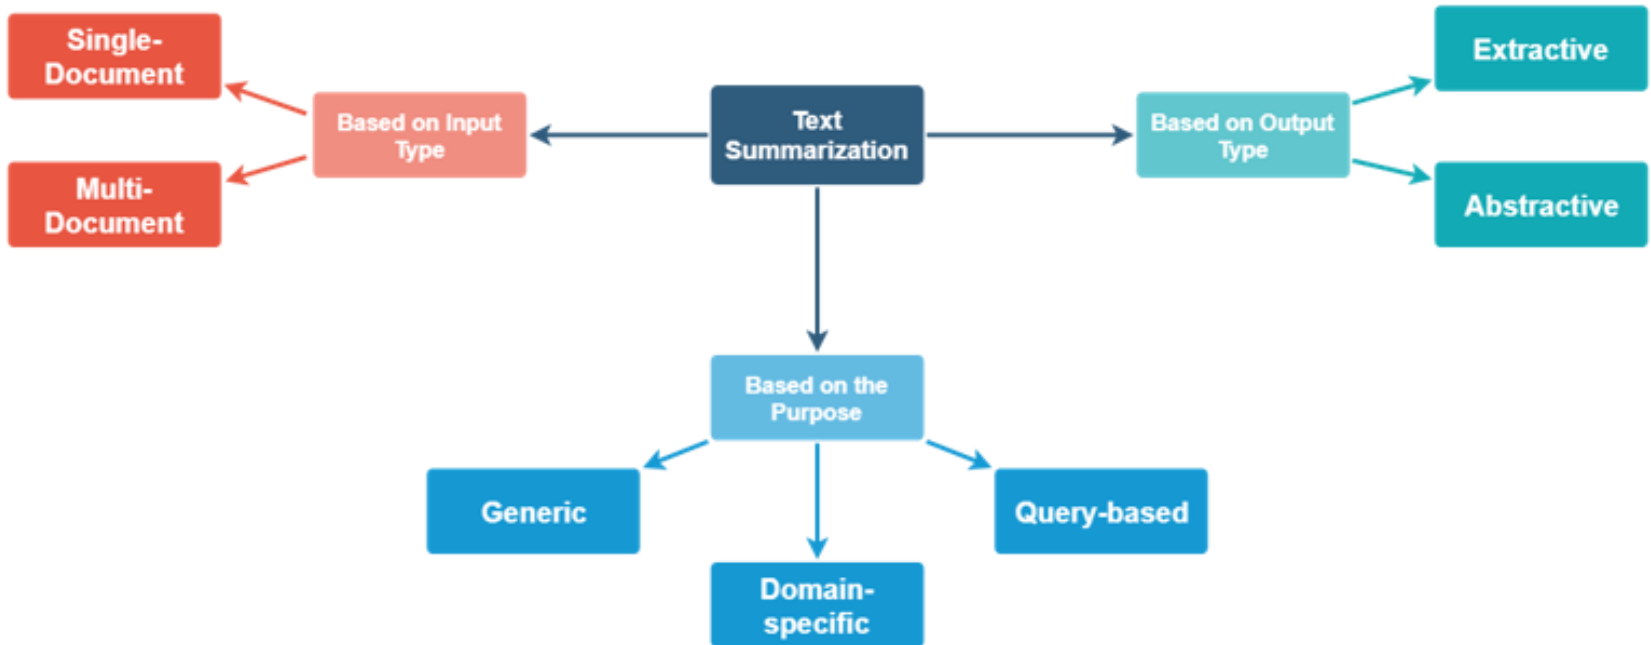 Single-
Document
Multi-
Document
Based on Input
Type
Text
Summarization
Based on Output
Type
Extractive
Abstractive
Based on the
Purpose
Generic
Domain-
specific
Query-based